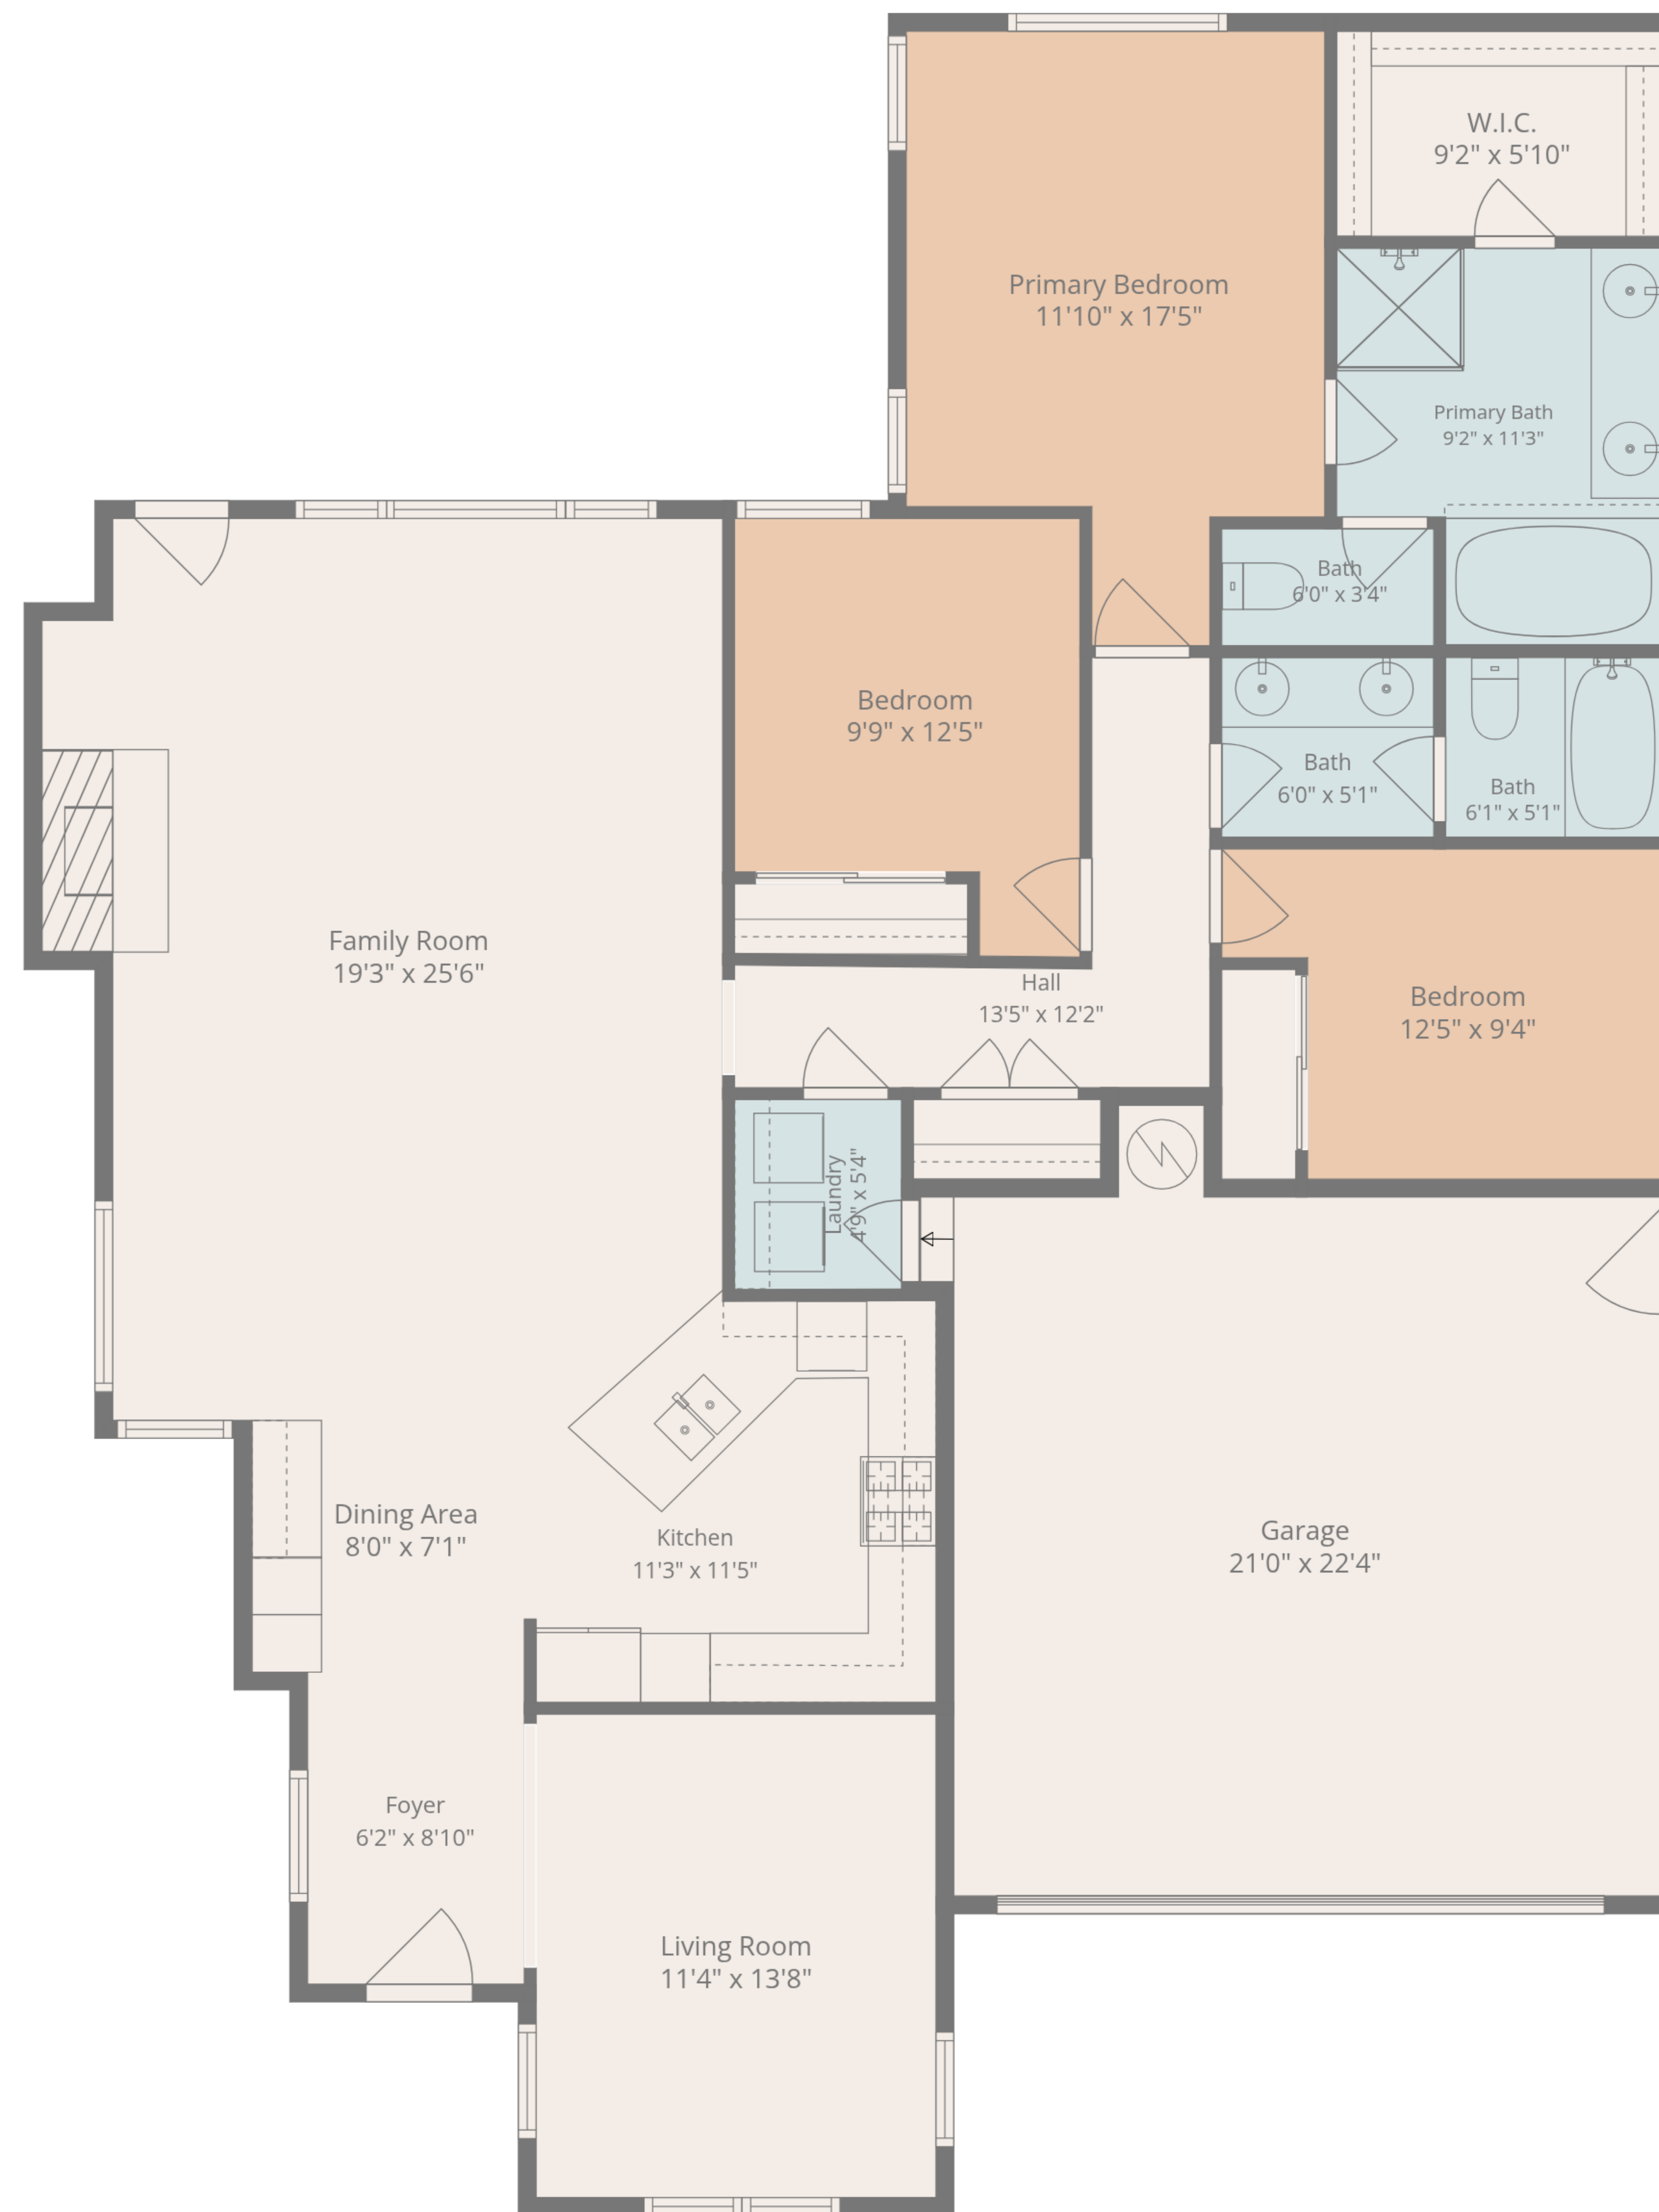 W.I.C.
9'2" x 5'10"
Primary Bedroom
11'10" x 17'5"
Primary Bath
9'2" x 11'3"
Bath
6'0" x 3'4"
Bedroom
9'9" x 12'5"
Bath
6'0" x 5'1"
Bath
6'1" x 5'1"
Family Room
19'3" x 25'6"
Hall
13'5" x 12'2"
Bedroom
12'5" x 9'4"
Laundry
4'9" x 5'4"
Dining Area
8'0" x 7'1"
Kitchen
11'3" x 11'5"
Garage
21'0" x 22'4"
Foyer
6'2" x 8'10"
Living Room
11'4" x 13'8"